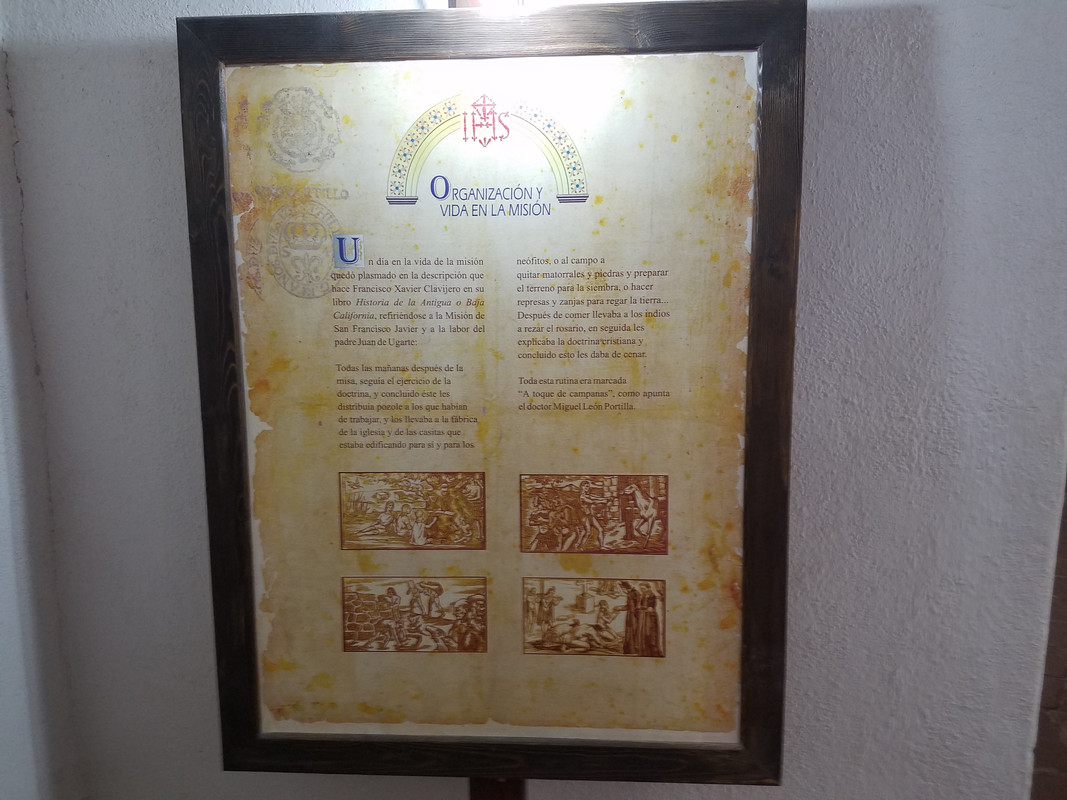 IHS
ORGANIZACIÓN Y
VIDA EN LA MISIÓN
Un día en la vida de la misión
quedó plasmado en la descripción que
hace Francisco Xavier Clavijero en su
libro Historia de la Antigua o Baja
California, refiriéndose a la Misión de
San Francisco Javier y a la labor del
padre Juan de Ugarte:
Todas las mañanas después de la
misa, seguía el ejercicio de la
doctrina, y concluido éste les
distribuía pozole a los que habían
de trabajar, y los llevaba a la fábrica
de la iglesia y de las casitas que
estaba edificando para sí y para los
neófitos, o al campo a
quitar matorrales y piedras y preparar
el terreno para la siembra, o hacer
represas y zanjas para regar la tierra...
Después de comer llevaba a los indios
a rezar el rosario, en seguida les
explicaba la doctrina cristiana y
concluido esto les daba de cenar.
Toda esta rutina era marcada
“A toque de campanas”, como apunta
el doctor Miguel León Portilla.